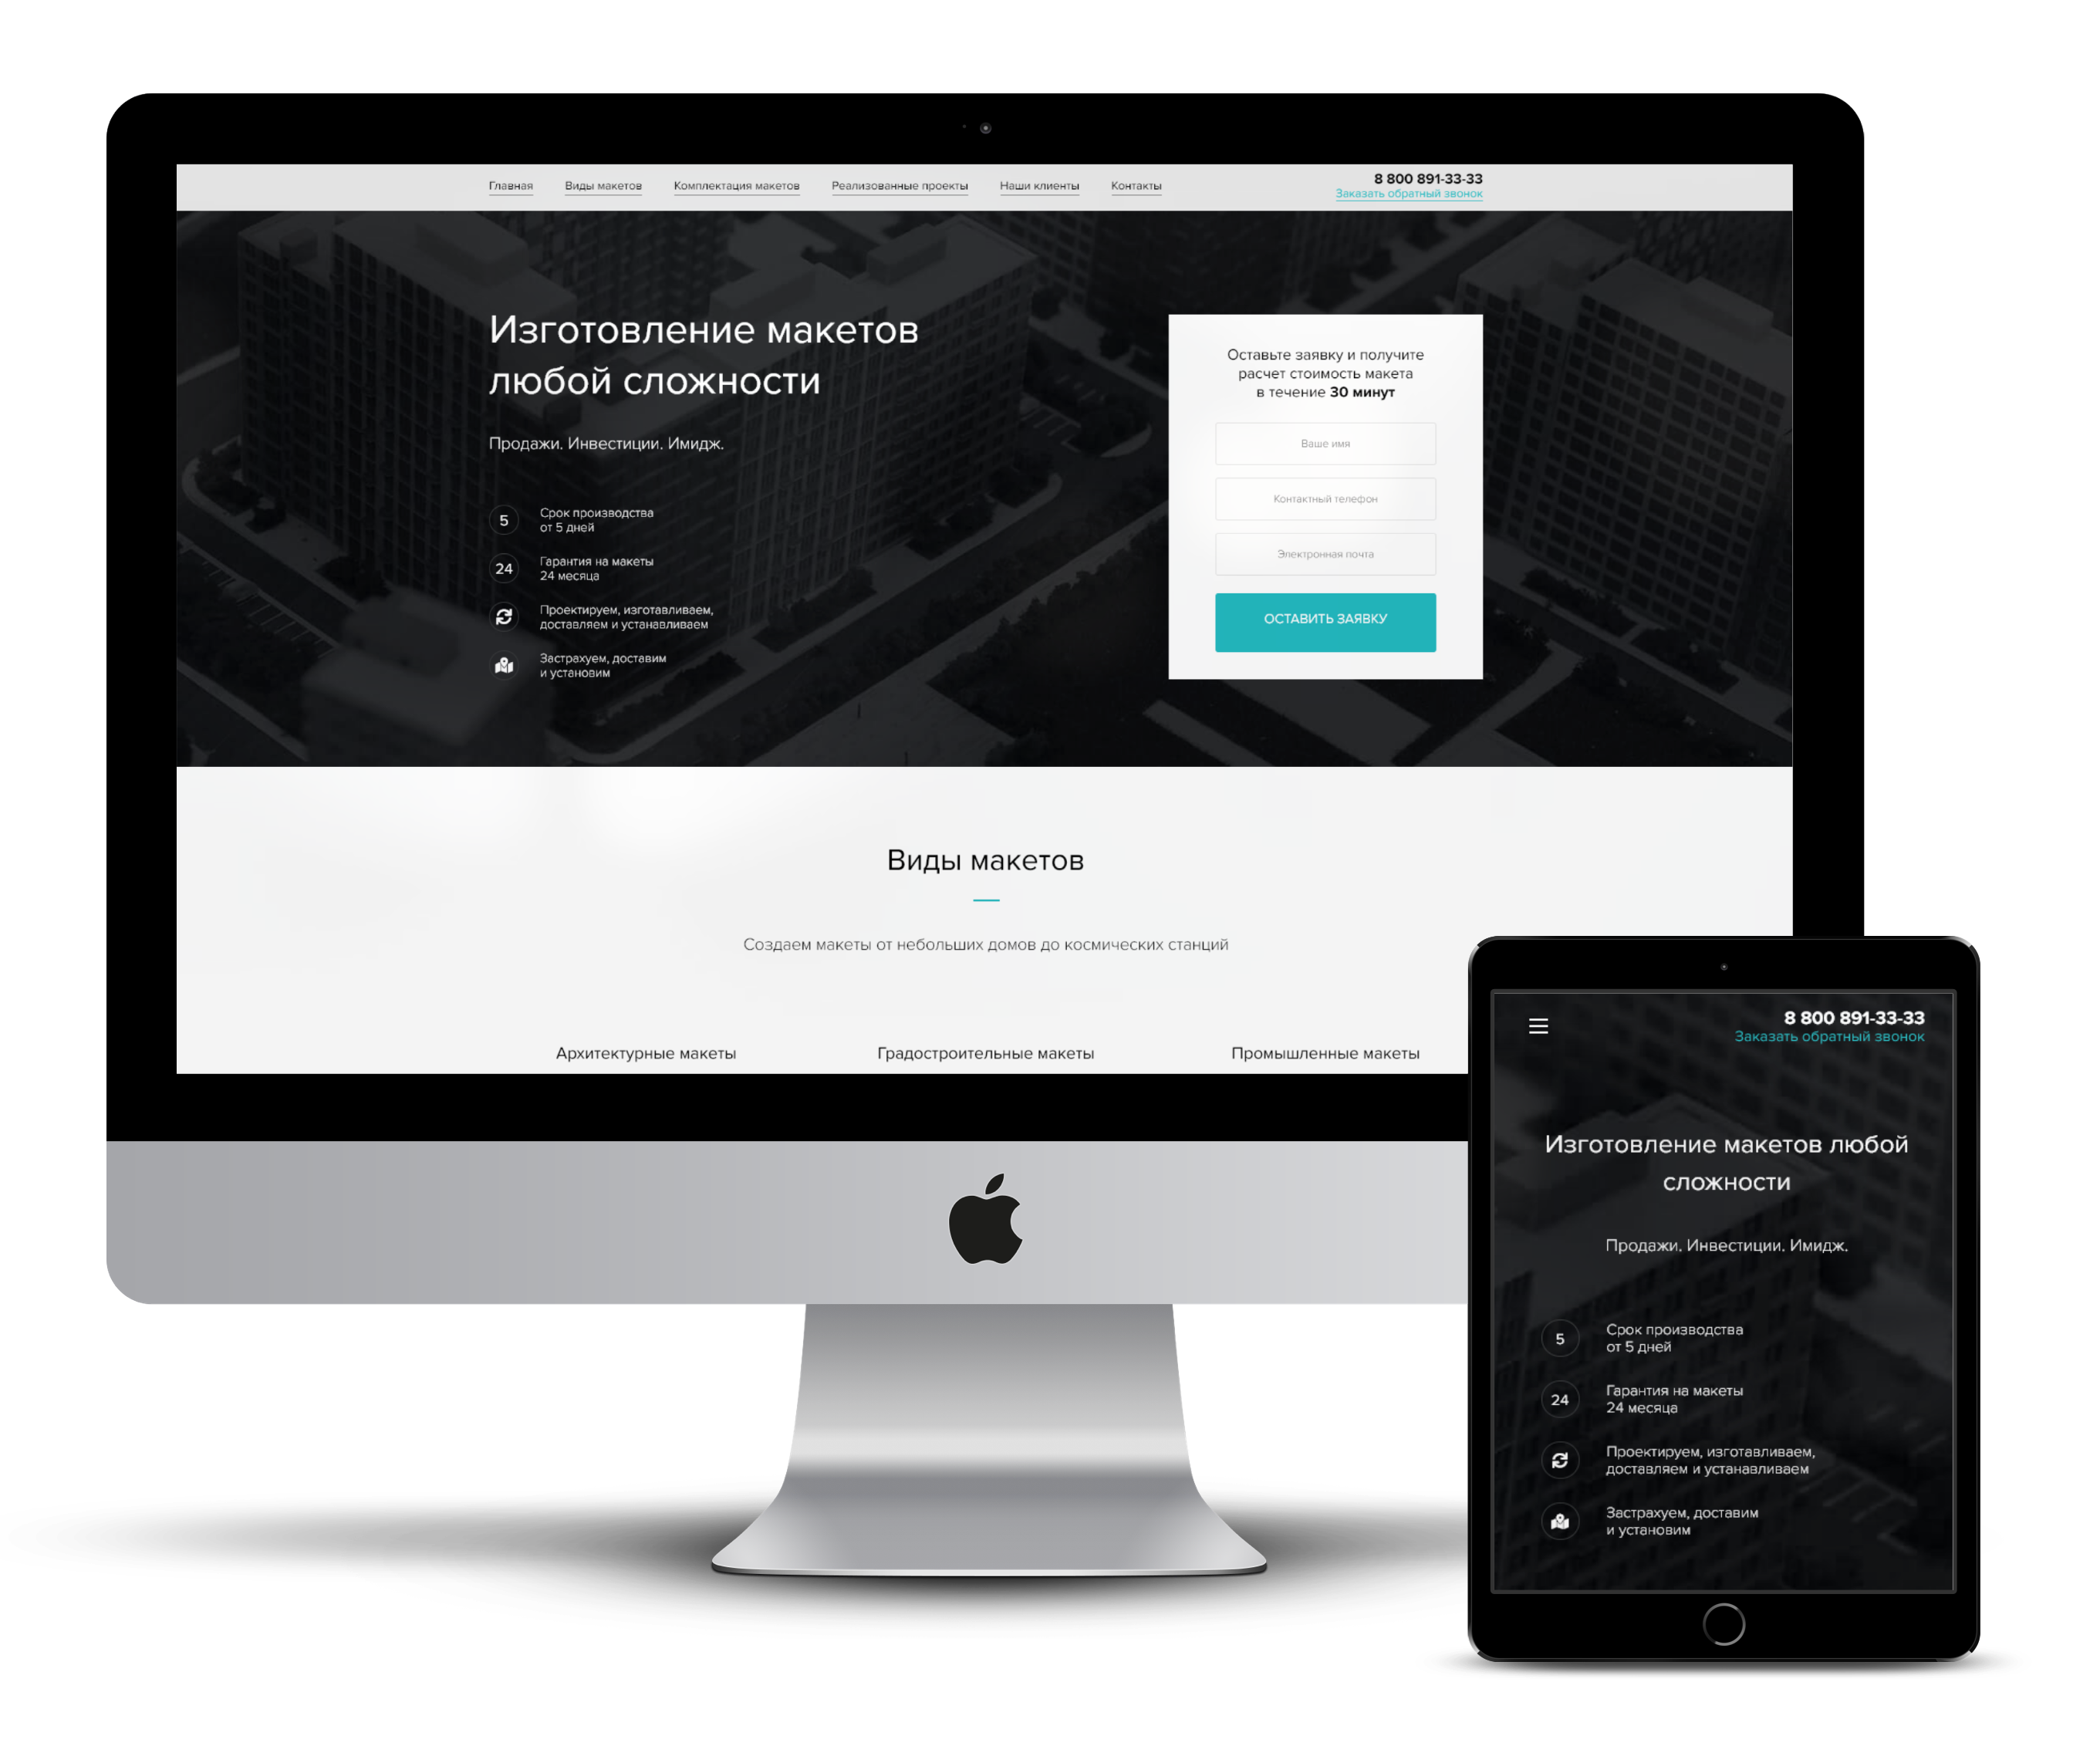 Главная Виды макетов Комплектация макетов Реализованные проекты Наши клиенты Контакты
8 800 891-33-33
Заказать обратный звонок
Изготовление макетов
любой сложности
Продажи. Инвестиции. Имидж.
5
Срок производства
от 5 дней
24
Гарантия на макеты
24 месяца
Проектируем, изготавливаем,
доставляем и устанавливаем
Застрахуем, доставим
и установим
Оставьте заявку и получите
расчет стоимость макета
в течение 30 минут
Ваше имя
Контактный телефон
Электронная почта
ОСТАВИТЬ ЗАЯВКУ
Виды макетов
Создаем макеты от небольших домов до космических станций
Архитектурные макеты Градостроительные макеты Промышленные макеты
8 800 891-33-33
Заказать обратный звонок
Изготовление макетов любой
сложности
Продажи. Инвестиции. Имидж.
5
Срок производства
от 5 дней
24
Гарантия на макеты
24 месяца
Проектируем, изготавливаем,
доставляем и устанавливаем
Застрахуем, доставим
и установим